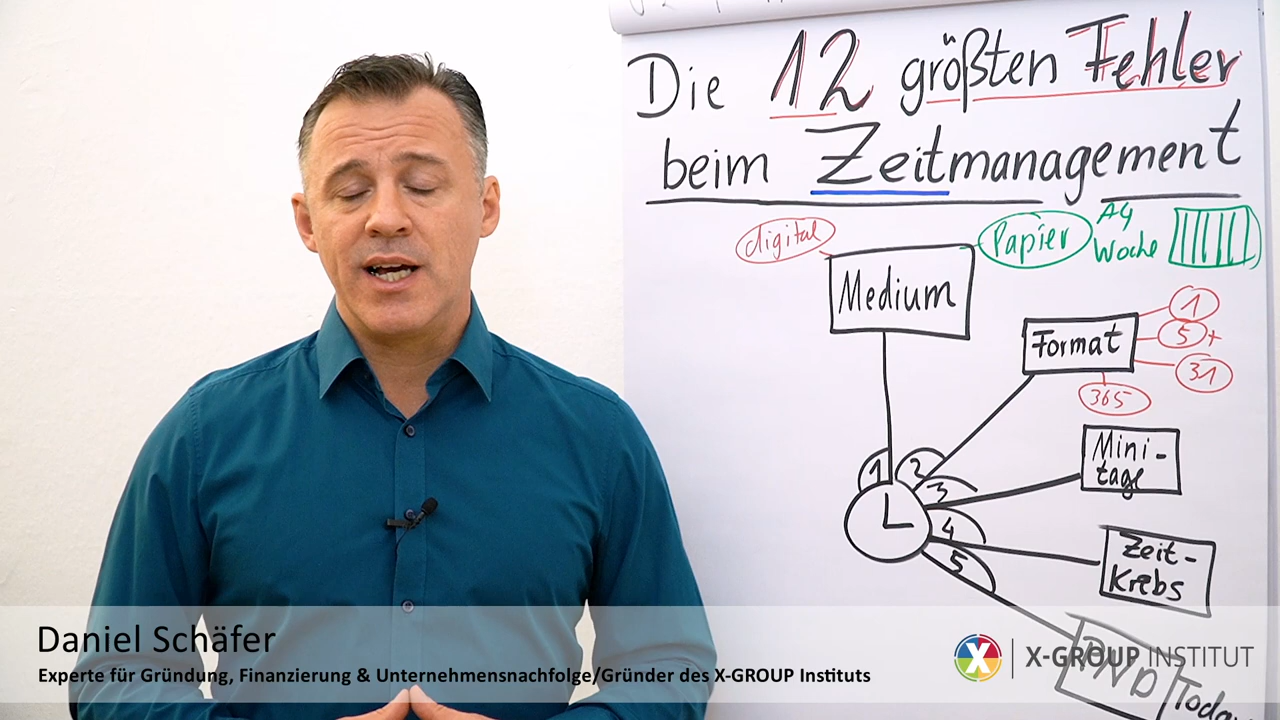 Die 12 größten Fehler
beim Zeitmanagement
digital
Papier
A4
Woche
Medium
Format
1
5+
31
365
Mini-
tage
Zeit-
Krebs
1
2
3
4
5
Daniel Schäfer
Experte für Gründung, Finanzierung & Unternehmensnachfolge/Gründer des X-GROUP Instituts
X-GROUP INSTITUT